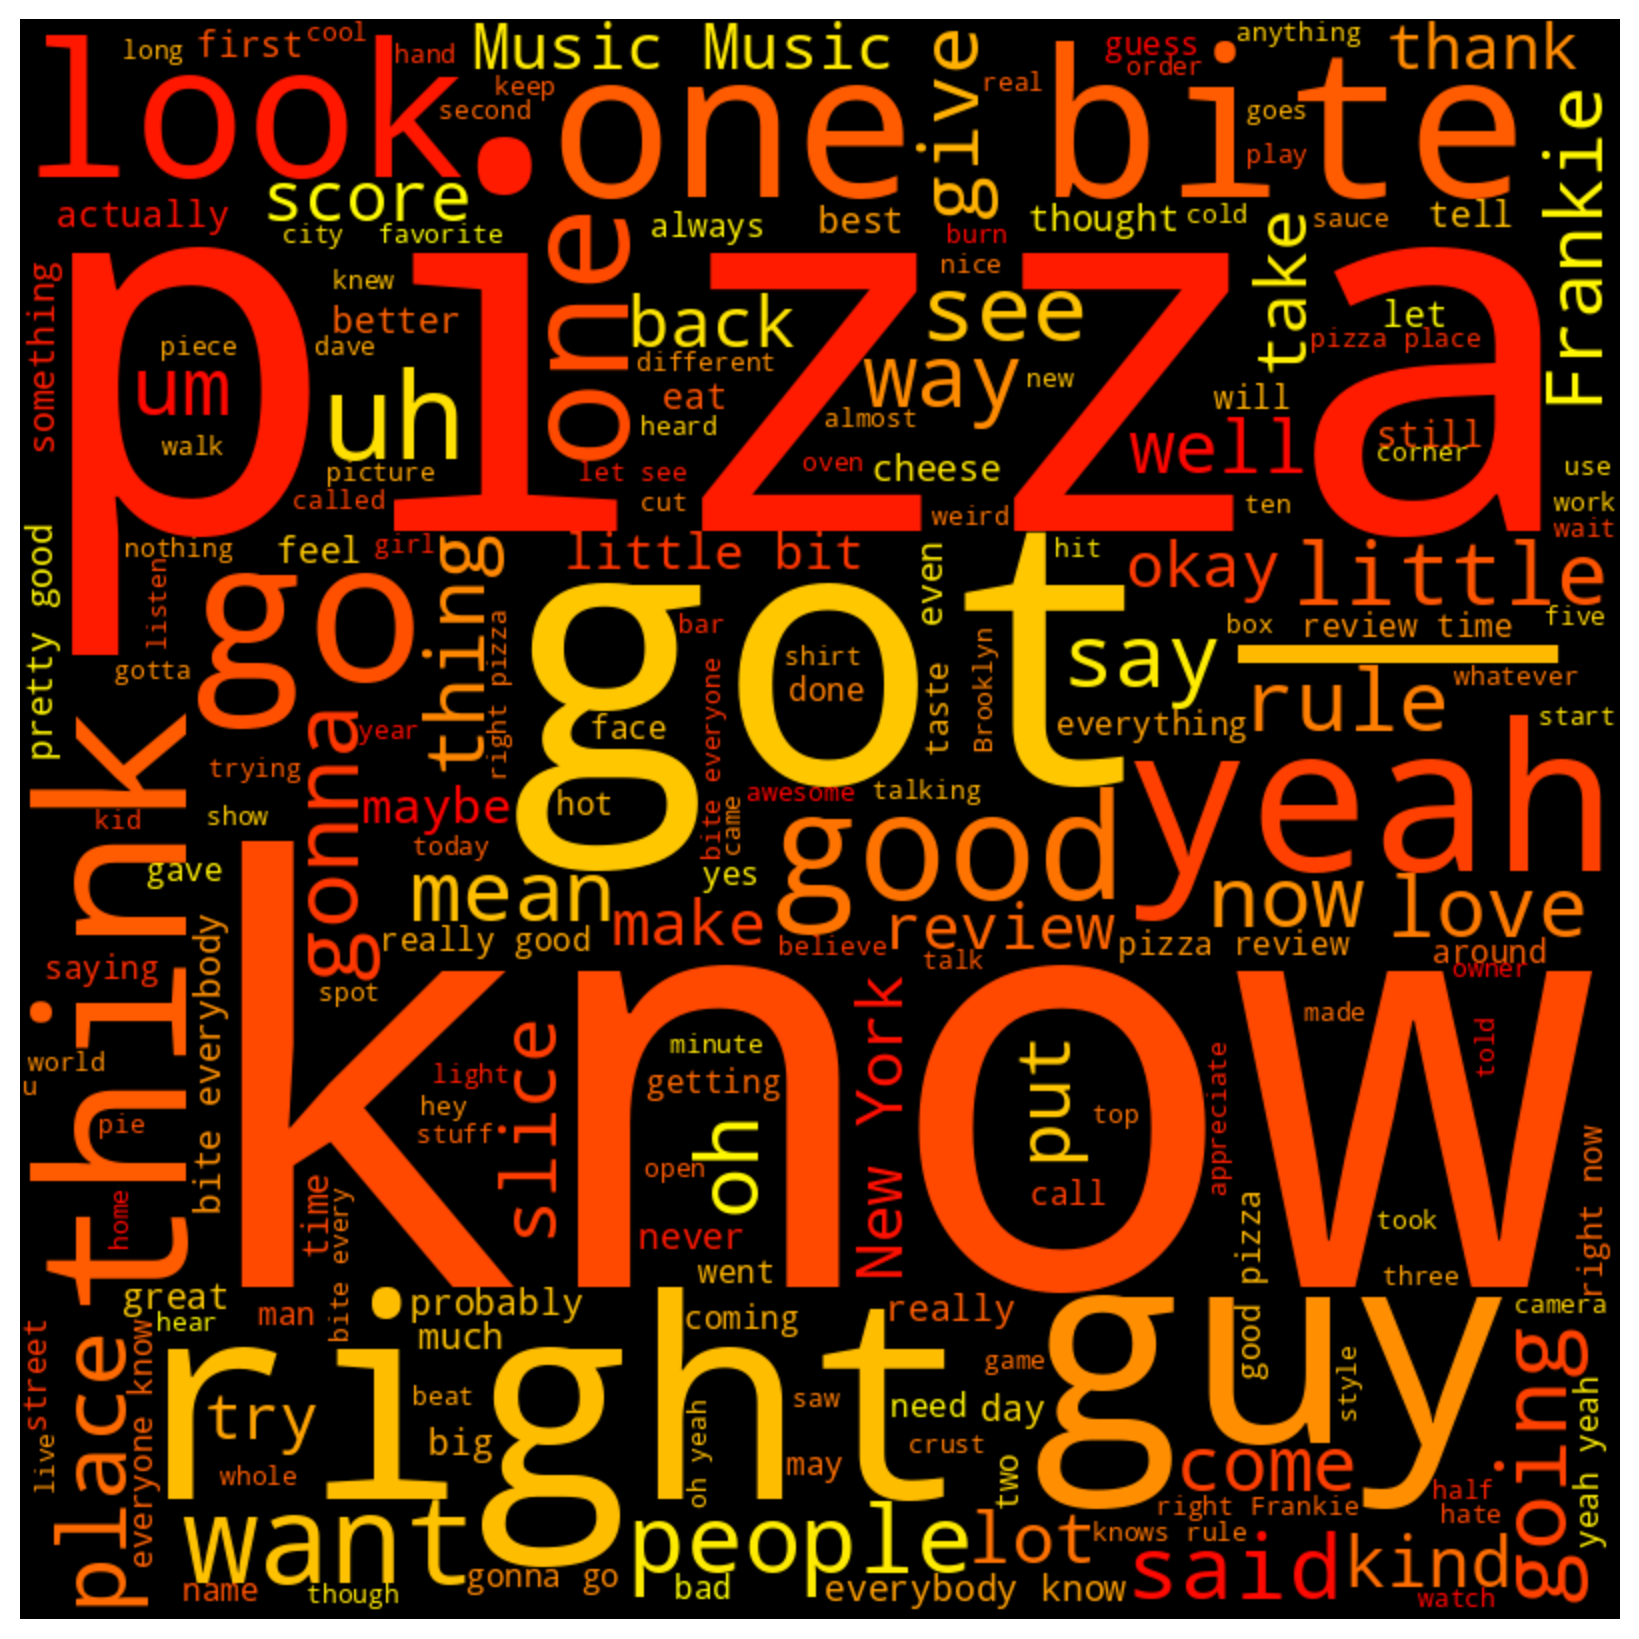 long first cool hand Music Music give guess order anything thank
look keep second one real bite goes play Frankie
actually score city favorite always best burn thought cold take sauce tell
something pizza knew better dave piece um walk uh picture called one nice see back different eat heard let see cut way almost oven cheese weird new will well ten let pizza place still corner use work wait
pretty good nothing listen gotta feel girl go thing right pizza little bit got bar shirt done face hot even taste Brooklyn hit okay little box review time five say rule whatever everything start
think trying year gonna kid show gave maybe today mean really good make bite everyone came awesome talking yes good believe review talk yeah now love pizza review around owner
saying world u pie home bite everybody spot know light hey stuff slice time bite every minute getting open oh never went New York put top call appreciate made told took three good pizza right now
great hear man probably much coming really camera
street live place everyone know right try whole beat big oh yeah saw may need day crust game two guy style come right Frankie half hate going yeah yeah
name want though gonna go people bad lot everybody know knows rule said kind watch